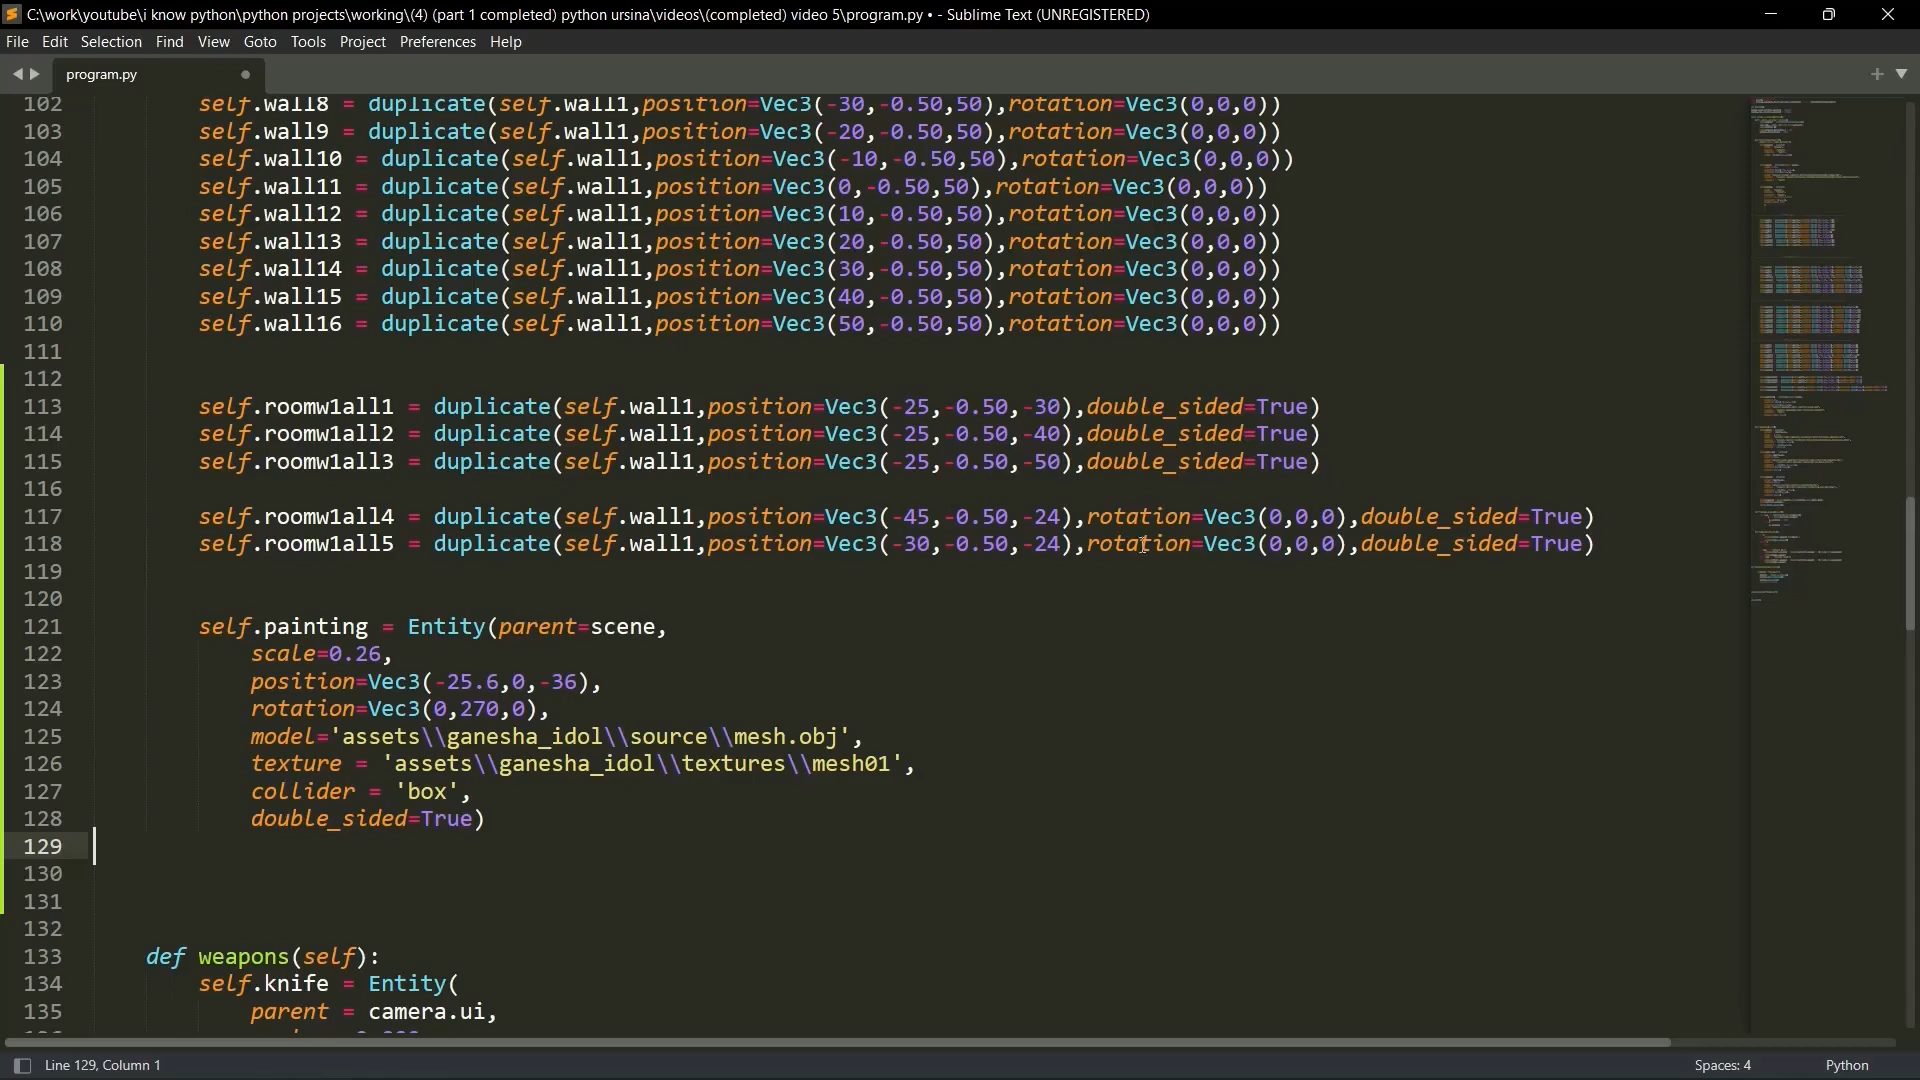 C:\work\youtube\i know python\python projects\working\(4) (part 1 completed) python ursina\videos\(completed) video 5\program.py • - Sublime Text (UNREGISTERED)
File Edit Selection Find View Goto Tools Project Preferences Help
program.py
102 self.wall8 = duplicate(self.wall1,position=Vec3(-30,-0.50,50),rotation=Vec3(0,0,0))
103 self.wall9 = duplicate(self.wall1,position=Vec3(-20,-0.50,50),rotation=Vec3(0,0,0))
104 self.wall10 = duplicate(self.wall1,position=Vec3(-10,-0.50,50),rotation=Vec3(0,0,0))
105 self.wall11 = duplicate(self.wall1,position=Vec3(0,-0.50,50),rotation=Vec3(0,0,0))
106 self.wall12 = duplicate(self.wall1,position=Vec3(10,-0.50,50),rotation=Vec3(0,0,0))
107 self.wall13 = duplicate(self.wall1,position=Vec3(20,-0.50,50),rotation=Vec3(0,0,0))
108 self.wall14 = duplicate(self.wall1,position=Vec3(30,-0.50,50),rotation=Vec3(0,0,0))
109 self.wall15 = duplicate(self.wall1,position=Vec3(40,-0.50,50),rotation=Vec3(0,0,0))
110 self.wall16 = duplicate(self.wall1,position=Vec3(50,-0.50,50),rotation=Vec3(0,0,0))
111
112
113 self.roomw1all1 = duplicate(self.wall1,position=Vec3(-25,-0.50,-30),double_sided=True)
114 self.roomw1all2 = duplicate(self.wall1,position=Vec3(-25,-0.50,-40),double_sided=True)
115 self.roomw1all3 = duplicate(self.wall1,position=Vec3(-25,-0.50,-50),double_sided=True)
116
117 self.roomw1all4 = duplicate(self.wall1,position=Vec3(-45,-0.50,-24),rotation=Vec3(0,0,0),double_sided=True)
118 self.roomw1all5 = duplicate(self.wall1,position=Vec3(-30,-0.50,-24),rotation=Vec3(0,0,0),double_sided=True)
119
120
121 self.painting = Entity(parent=scene,
122 scale=0.26,
123 position=Vec3(-25.6,0,-36),
124 rotation=Vec3(0,270,0),
125 model='assets\\ganesha_idol\\source\\mesh.obj',
126 texture = 'assets\\ganesha_idol\\textures\\mesh01',
127 collider = 'box',
128 double_sided=True)
129
130
131
132
133 def weapons(self):
134 self.knife = Entity(
135 parent = camera.ui,
Line 129, Column 1 Spaces: 4 Python